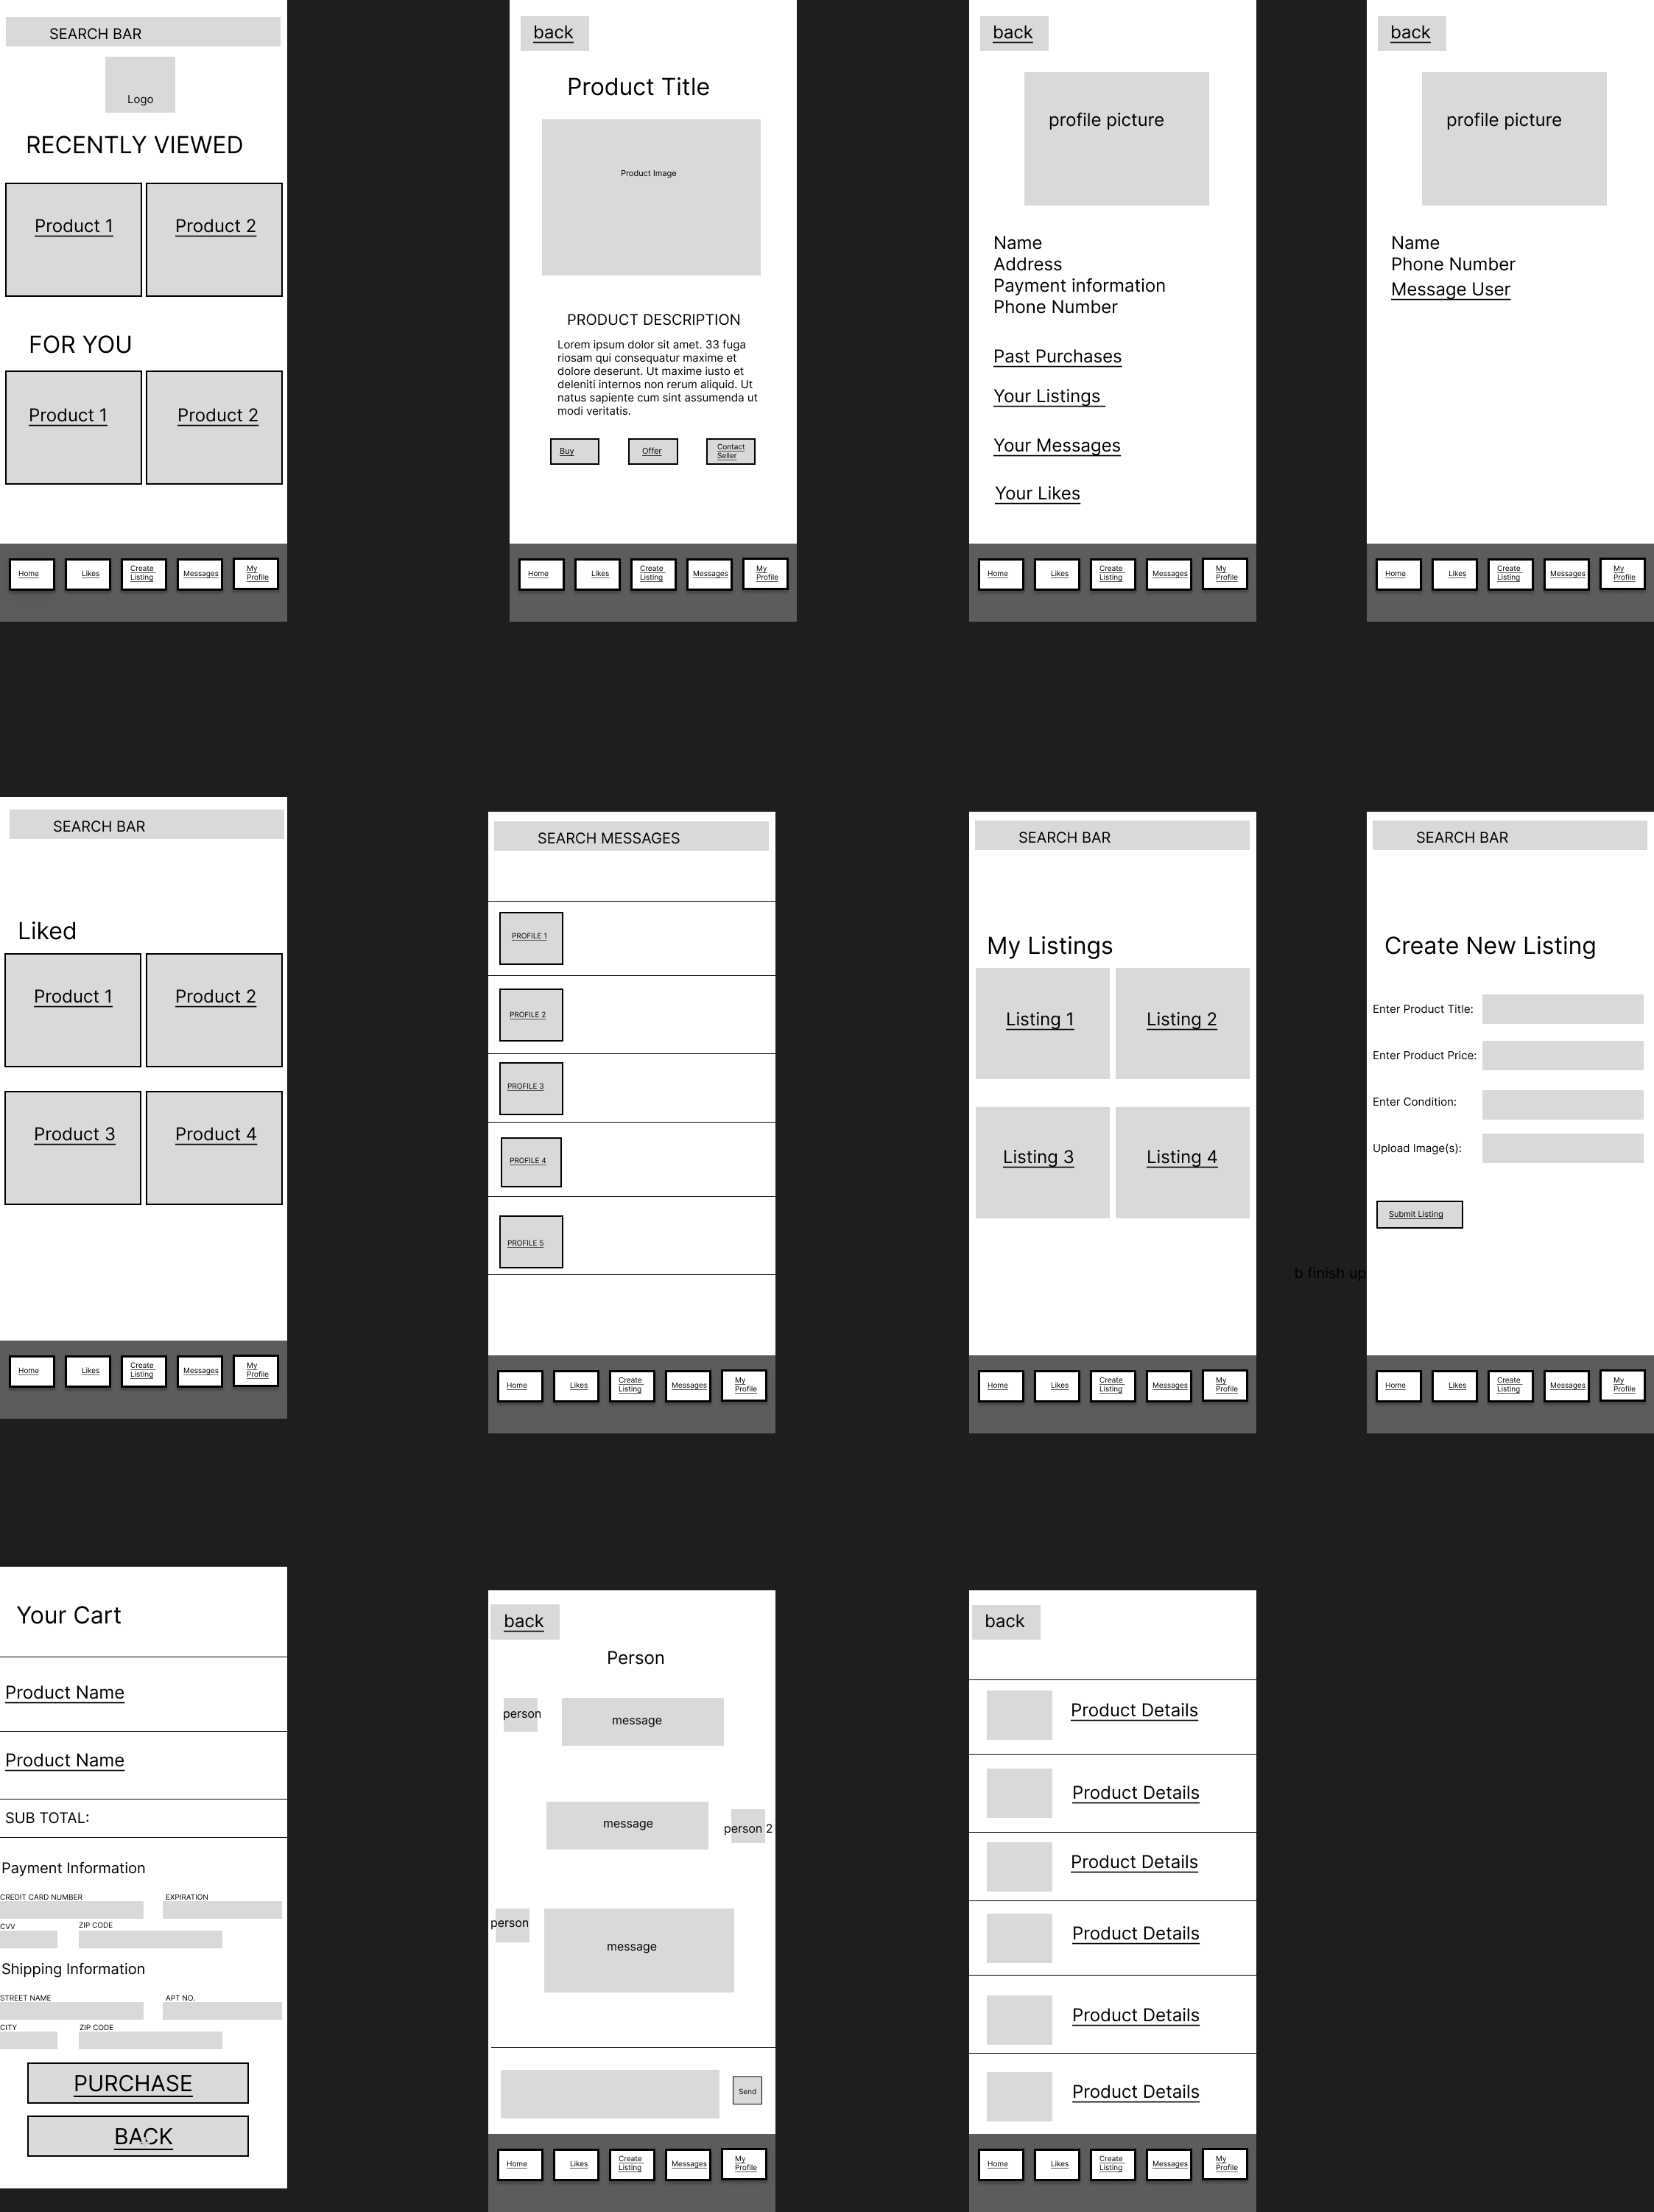 SEARCH BAR
Logo
RECENTLY VIEWED
Product 1
Product 2
FOR YOU
Product 1
Product 2
Home
Likes
Create
Listing
Messages
My
Profile
back
Product Title
Product Image
PRODUCT DESCRIPTION
Lorem ipsum dolor sit amet. 33 fuga
riosam qui consequatur maxime et
dolore deserunt. Ut maxime iusto et
deleniti internos non rerum aliquid. Ut
natus sapiente cum sint assumenda ut
modi veritatis.
Buy
Offer
Contact
Seller
Home
Likes
Create
Listing
Messages
My
Profile
back
profile picture
Name
Address
Payment information
Phone Number
Past Purchases
Your Listings
Your Messages
Your Likes
Home
Likes
Create
Listing
Messages
My
Profile
back
profile picture
Name
Phone Number
Message User
Home
Likes
Create
Listing
Messages
My
Profile
SEARCH BAR
Liked
Product 1
Product 2
Product 3
Product 4
Home
Likes
Create
Listing
Messages
My
Profile
SEARCH MESSAGES
PROFILE 1
PROFILE 2
PROFILE 3
PROFILE 4
PROFILE 5
Home
Likes
Create
Listing
Messages
My
Profile
SEARCH BAR
My Listings
Listing 1
Listing 2
Listing 3
Listing 4
Home
Likes
Create
Listing
Messages
My
Profile
b finish up
SEARCH BAR
Create New Listing
Enter Product Title:
Enter Product Price:
Enter Condition:
Upload Image(s):
Submit Listing
Home
Likes
Create
Listing
Messages
My
Profile
Your Cart
Product Name
Product Name
SUB TOTAL:
Payment Information
CREDIT CARD NUMBER
EXPIRATION
CVV
ZIP CODE
Shipping Information
STREET NAME
APT NO.
CITY
ZIP CODE
PURCHASE
BACK
back
Person
person
message
message
person 2
person
message
Send
Home
Likes
Create
Listing
Messages
My
Profile
back
Product Details
Product Details
Product Details
Product Details
Product Details
Product Details
Home
Likes
Create
Listing
Messages
My
Profile